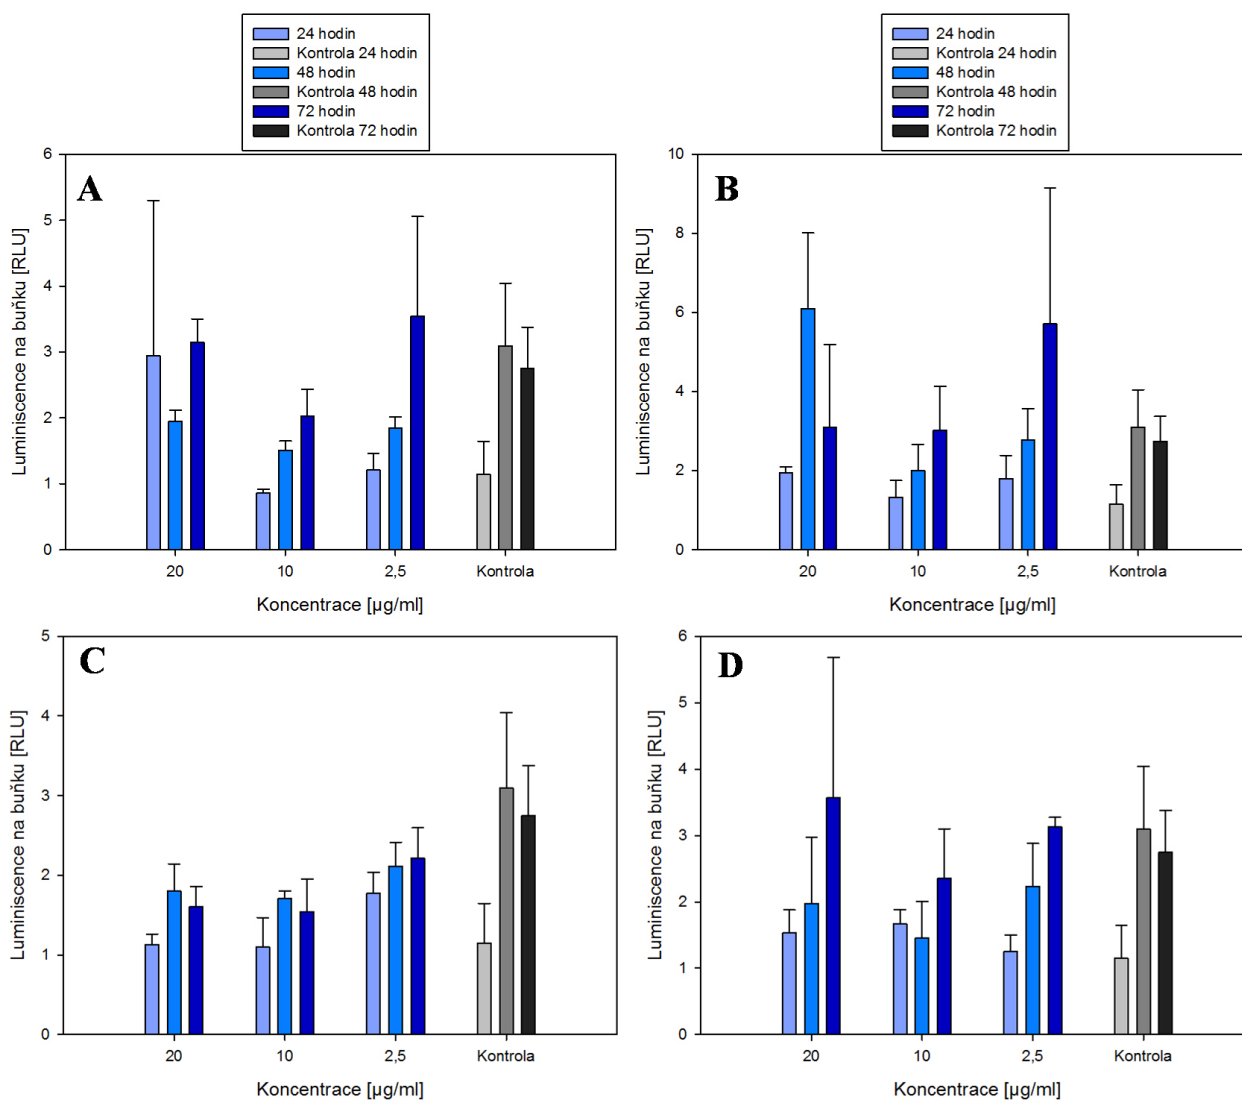 24 hodin
Kontrola 24 hodin
48 hodin
Kontrola 48 hodin
72 hodin
Kontrola 72 hodin
24 hodin
Kontrola 24 hodin
48 hodin
Kontrola 48 hodin
72 hodin
Kontrola 72 hodin
A
Luminiscence na buňku [RLU]
6
5
4
3
2
1
0
20 10 2,5 Kontrola
Koncentrace [µg/ml]
B
Luminiscence na buňku [RLU]
10
8
6
4
2
0
20 10 2,5 Kontrola
Koncentrace [µg/ml]
C
Luminiscence na buňku [RLU]
5
4
3
2
1
0
20 10 2,5 Kontrola
Koncentrace [µg/ml]
D
Luminiscence na buňku [RLU]
6
5
4
3
2
1
0
20 10 2,5 Kontrola
Koncentrace [µg/ml]